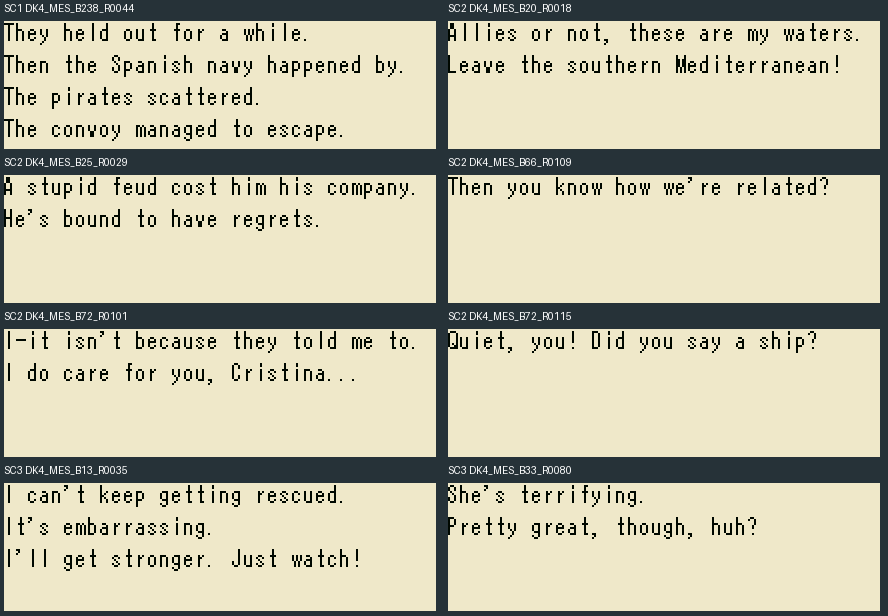 SC1 DK4_MES_B238_R0044
They held out for a while.
Then the Spanish navy happened by.
The pirates scattered.
The convoy managed to escape.
SC2 DK4_MES_B20_R0018
Allies or not, these are my waters.
Leave the southern Mediterranean!
SC2 DK4_MES_B25_R0029
A stupid feud cost him his company.
He's bound to have regrets.
SC2 DK4_MES_B66_R0109
Then you know how we're related?
SC2 DK4_MES_B72_R0101
I-it isn't because they told me to.
I do care for you, Cristina...
SC2 DK4_MES_B72_R0115
Quiet, you! Did you say a ship?
SC3 DK4_MES_B13_R0035
I can't keep getting rescued.
It's embarrassing.
I'll get stronger. Just watch!
SC3 DK4_MES_B33_R0080
She's terrifying.
Pretty great, though, huh?